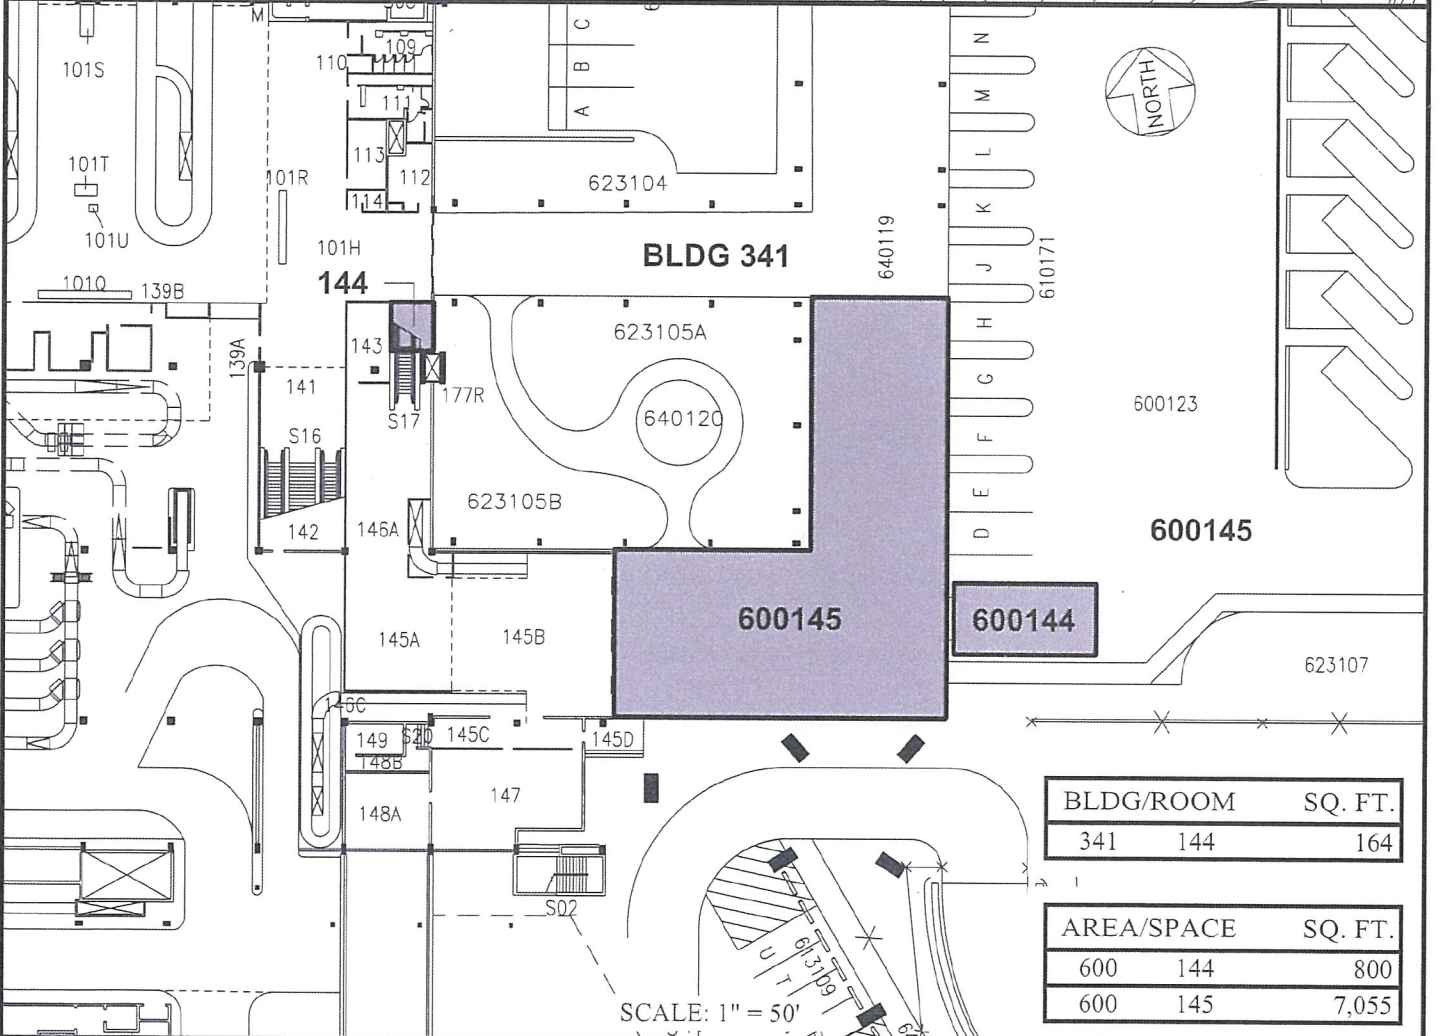 M
101S
109
110
111
C
B
A
N
M
L
K
J
H
G
F
E
D
NORTH
113
112
114
101T
101U
101R
101H
101Q
139B
139A
623104
BLDG 341
640119
610171
144
143
141
S16
142
S17
177R
146A
623105A
640120
623105B
600123
600145
600145
600144
623107
145A
145B
146C
149
S20
148B
145C
145D
148A
147
S02
613109
U
T
BLDG/ROOM SQ. FT.
341 144 164
AREA/SPACE SQ. FT.
600 144 800
600 145 7,055
SCALE: 1" = 50'